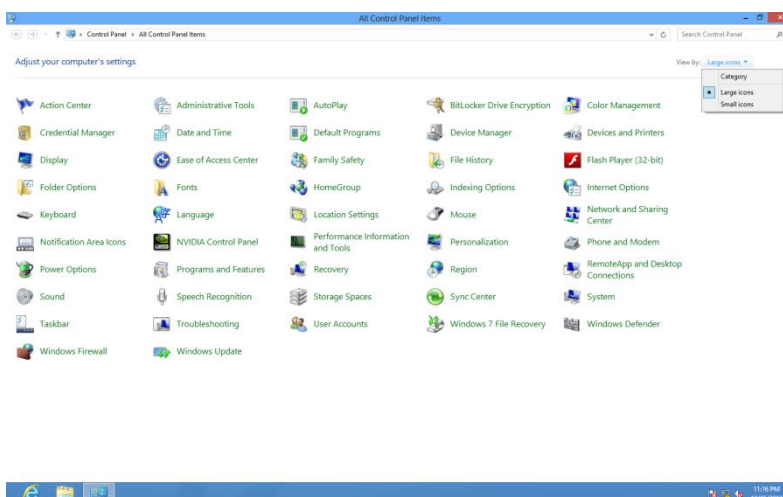 All Control Panel Items
Control Panel
All Control Panel Items
Search Control Panel
Adjust your computer's settings
View by: Large icons
Category
Large icons
Small icons
Action Center
Administrative Tools
AutoPlay
BitLocker Drive Encryption
Color Management
Credential Manager
Date and Time
Default Programs
Device Manager
Devices and Printers
Display
Ease of Access Center
Family Safety
File History
Flash Player (32-bit)
Folder Options
Fonts
HomeGroup
Indexing Options
Internet Options
Keyboard
Language
Location Settings
Mouse
Network and Sharing
Center
Notification Area Icons
NVIDIA Control Panel
Performance Information
and Tools
Personalization
Phone and Modem
Power Options
Programs and Features
Recovery
Region
RemoteApp and Desktop
Connections
Sound
Speech Recognition
Storage Spaces
Sync Center
System
Taskbar
Troubleshooting
User Accounts
Windows 7 File Recovery
Windows Defender
Windows Firewall
Windows Update
11:16 PM